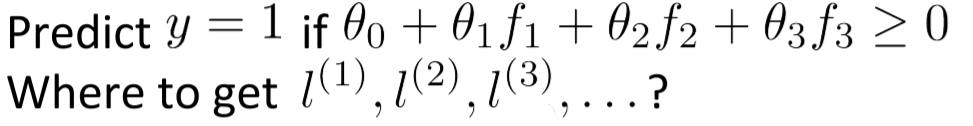 Predict y = 1 if θ₀ + θ₁f₁ + θ₂f₂ + θ₃f₃ ≥ 0
Where to get l⁽¹⁾, l⁽²⁾, l⁽³⁾, . . . ?